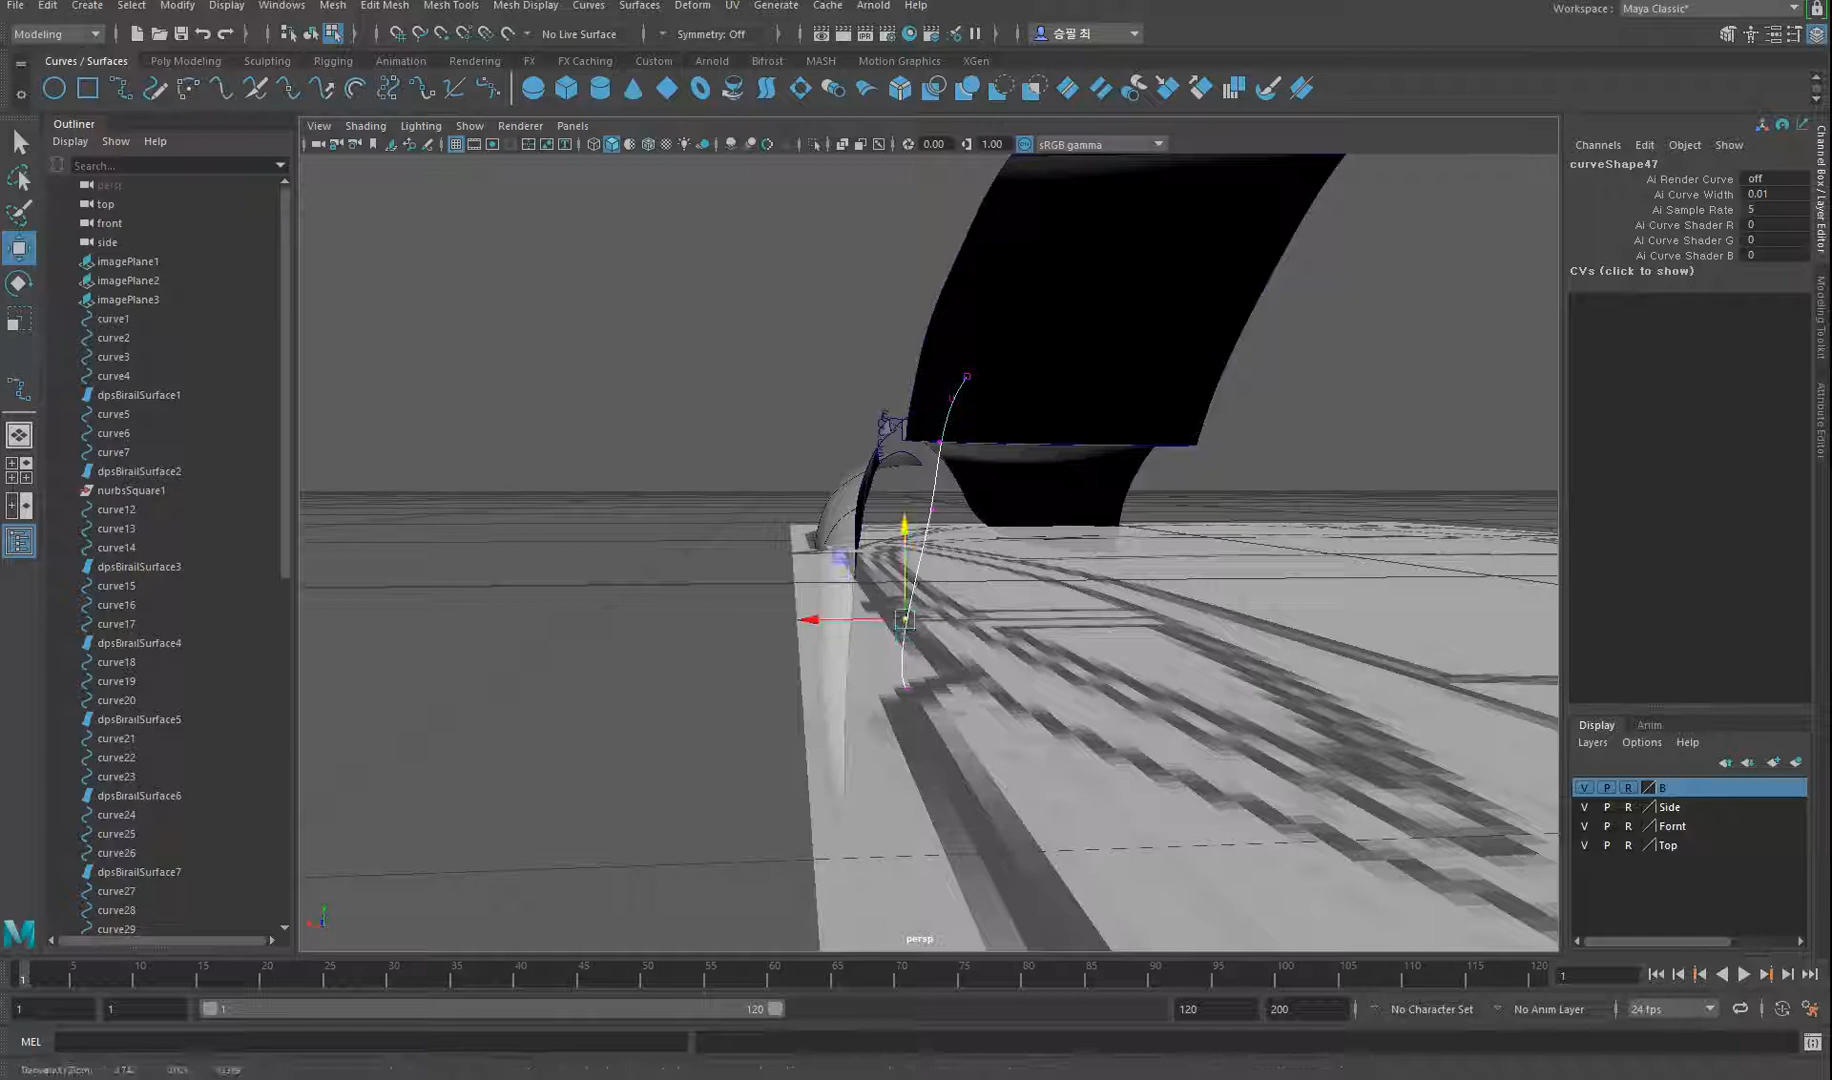 File Edit Create Select Modify Display Windows Mesh Edit Mesh Mesh Tools Mesh Display Curves Surfaces Deform UV Generate Cache Arnold Help
Workspace : Maya Classic*
Modeling
No Live Surface
Symmetry: Off
승필 최
Curves / Surfaces Poly Modeling Sculpting Rigging Animation Rendering FX FX Caching Custom Arnold Bifrost MASH Motion Graphics XGen
Outliner
Display Show Help
Search...
persp
top
front
side
imagePlane1
imagePlane2
imagePlane3
curve1
curve2
curve3
curve4
dpsBirailSurface1
curve5
curve6
curve7
dpsBirailSurface2
nurbsSquare1
curve12
curve13
curve14
dpsBirailSurface3
curve15
curve16
curve17
dpsBirailSurface4
curve18
curve19
curve20
dpsBirailSurface5
curve21
curve22
curve23
dpsBirailSurface6
curve24
curve25
curve26
dpsBirailSurface7
curve27
curve28
curve29
View Shading Lighting Show Renderer Panels
0.00 1.00 sRGB gamma
persp
Channels Edit Object Show
curveShape47
Ai Render Curve off
Ai Curve Width 0.01
Ai Sample Rate 5
Ai Curve Shader R 0
Ai Curve Shader G 0
Ai Curve Shader B 0
CVs (click to show)
Channel Box / Layer Editor
Modeling Toolkit
Attribute Editor
Display Anim
Layers Options Help
V P R B
V P R Side
V P R Fornt
V P R Top
1 5 10 15 20 25 30 35 40 45 50 55 60 65 70 75 80 85 90 95 100 105 110 115 120
1
1 1 1 120 120 200 No Character Set No Anim Layer 24 fps
MEL